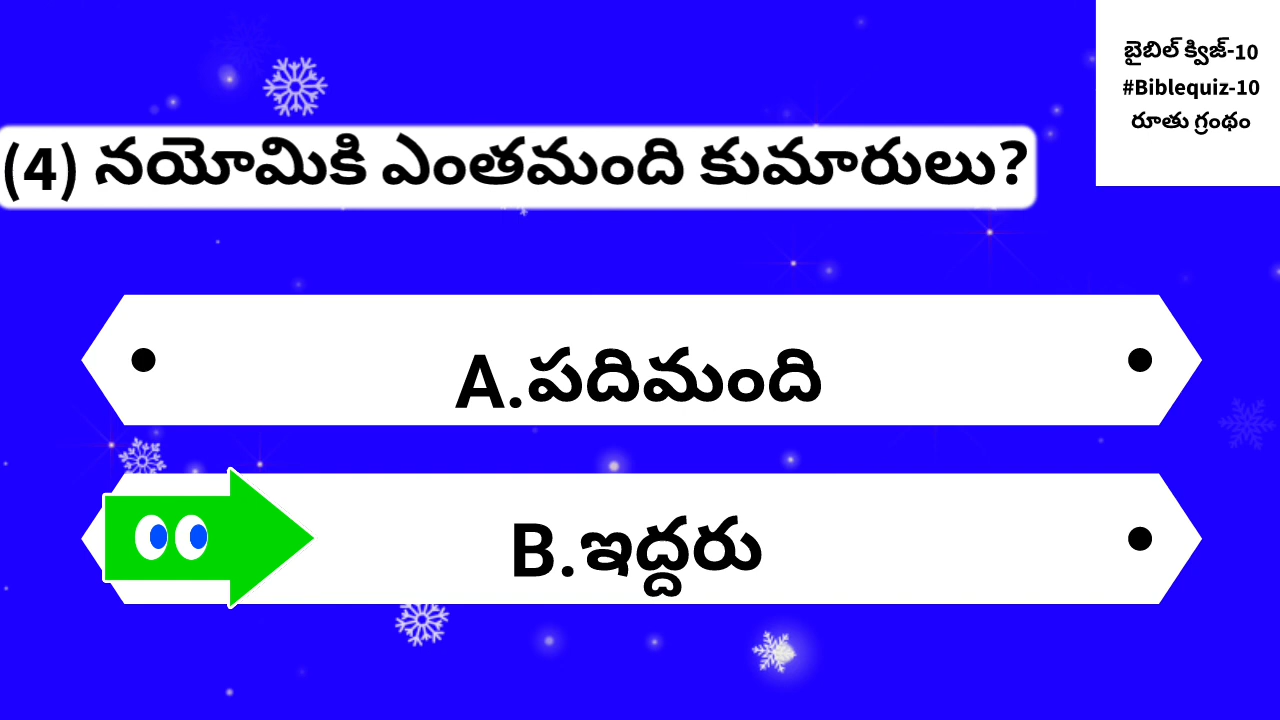 బైబిల్ క్విజ్-10
#Biblequiz-10
రూతు గ్రంథం
(4) నయోమికి ఎంతమంది కుమారులు?
A.పదిమంది
B.ఇద్దరు